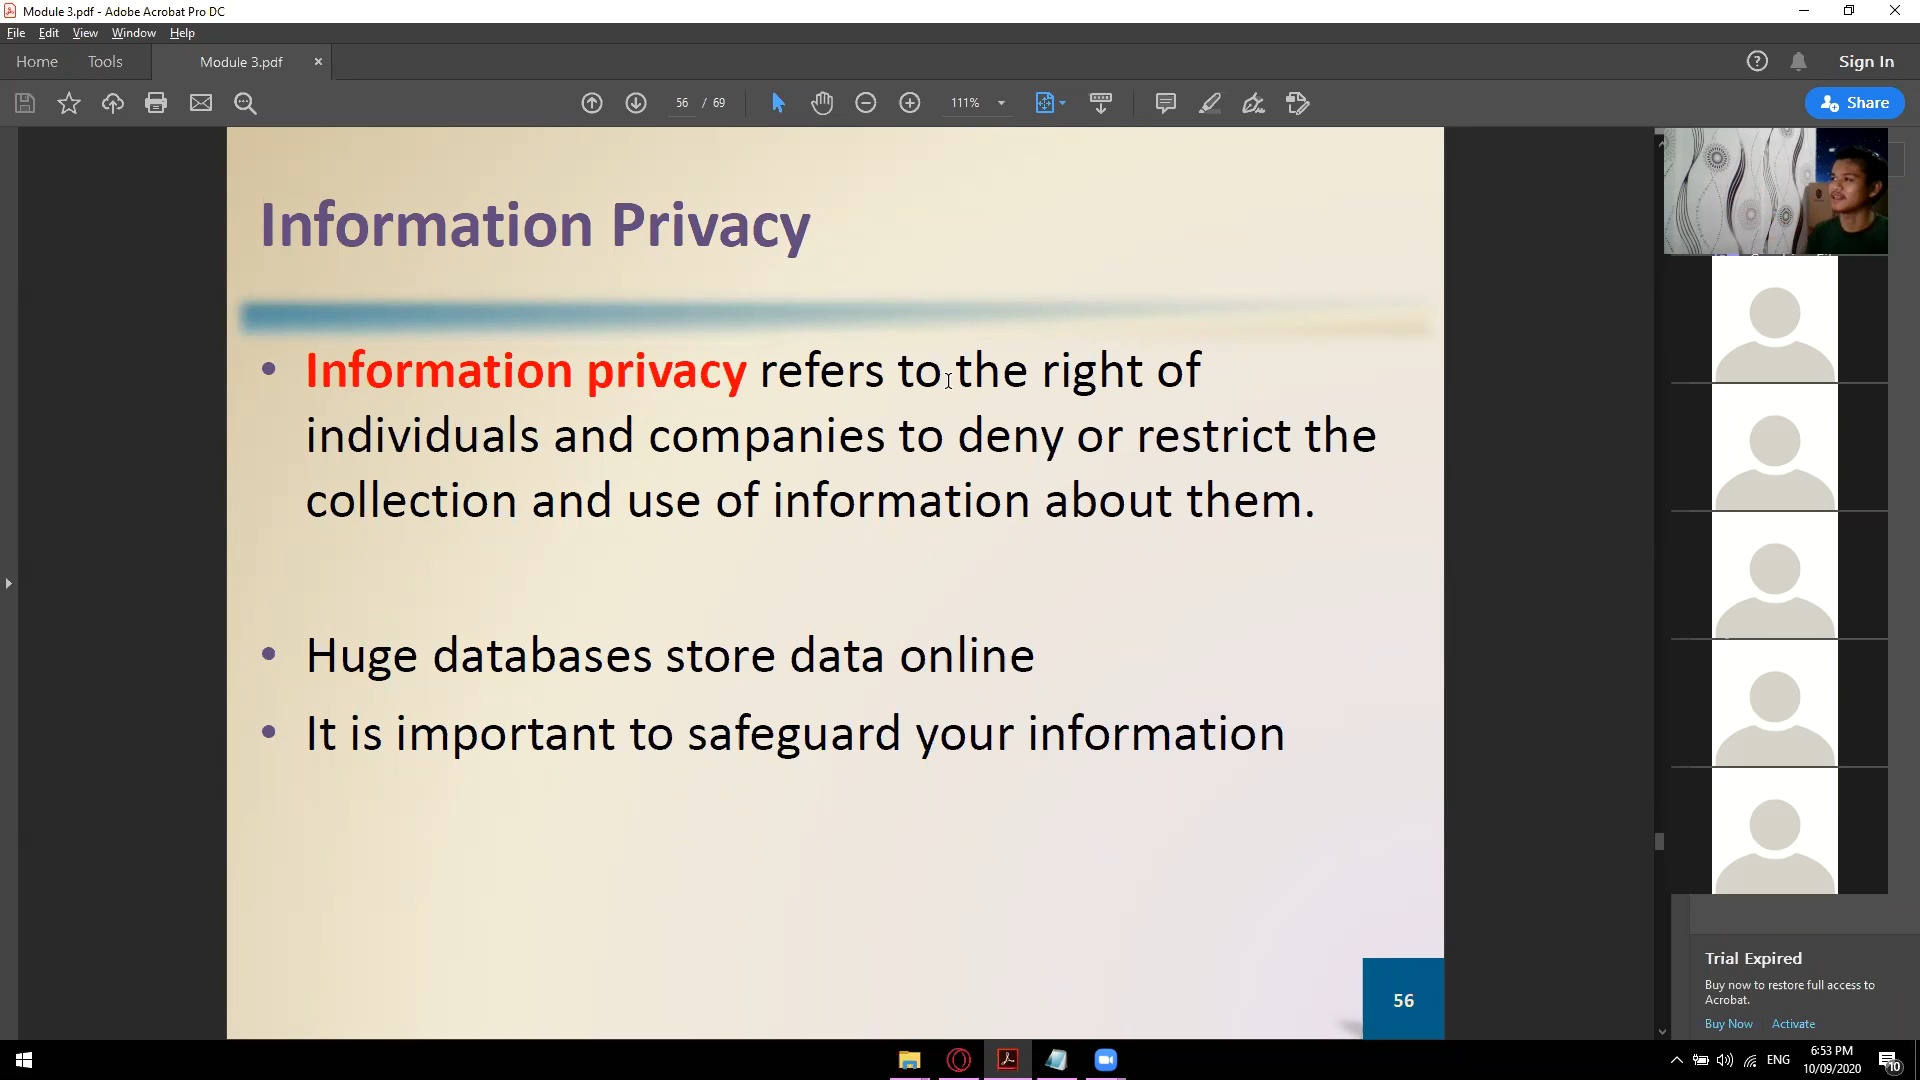 Module 3.pdf - Adobe Acrobat Pro DC
File Edit View Window Help
Home Tools Module 3.pdf × Sign In
56 / 69 111% Share
Information Privacy
• Information privacy refers to the right of
individuals and companies to deny or restrict the
collection and use of information about them.
• Huge databases store data online
• It is important to safeguard your information
56
Trial Expired
Buy now to restore full access to
Acrobat.
Buy Now Activate
ENG
6:53 PM
10/09/2020
10